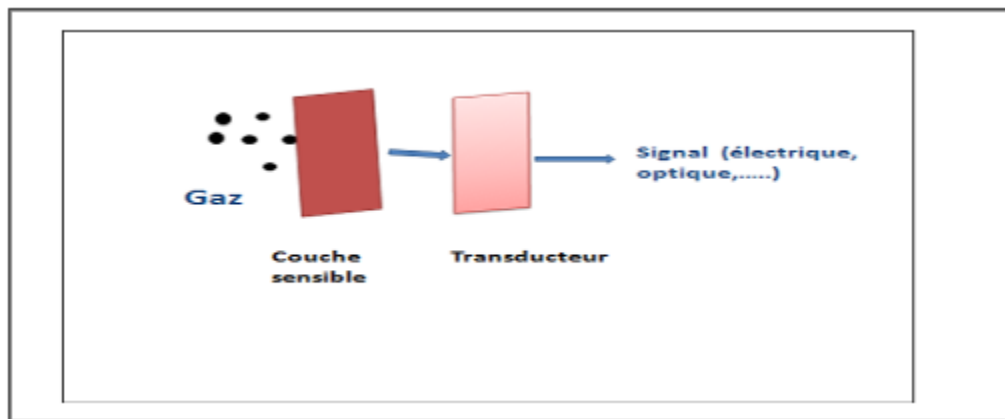 Signal (électrique,
optique,.....)
Gaz
Couche
sensible
Transducteur